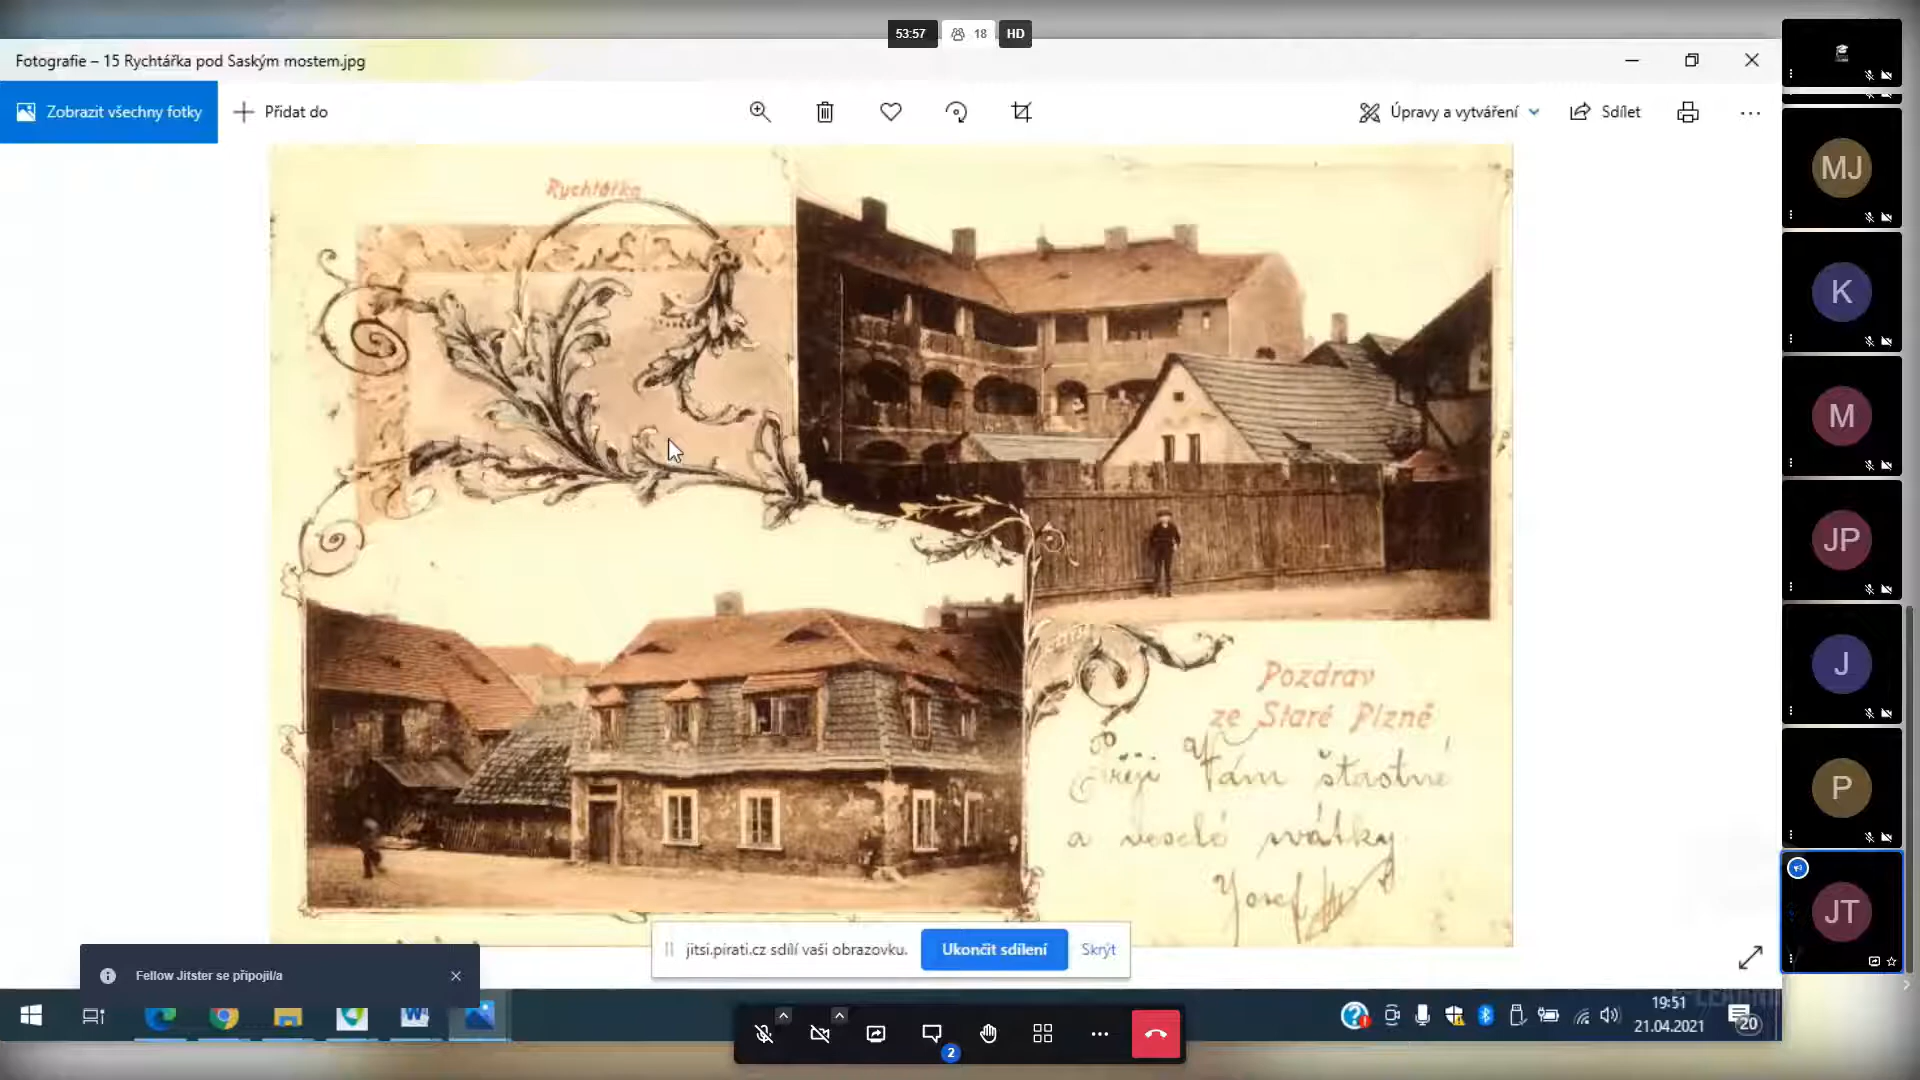 53:57
18
HD
Fotografie – 15 Rychtářka pod Saským mostem.jpg
Zobrazit všechny fotky
Přidat do
Úpravy a vytváření
Sdílet
Rychtářka
Pozdrav
ze Staré Plzně
Přeji Vám šťastné
a veselé svátky
Josef
MJ
K
M
JP
J
P
JT
jitsi.pirati.cz sdílí vaši obrazovku.
Ukončit sdílení
Skrýt
Fellow Jitster se připojil/a
2
19:51
21.04.2021
20